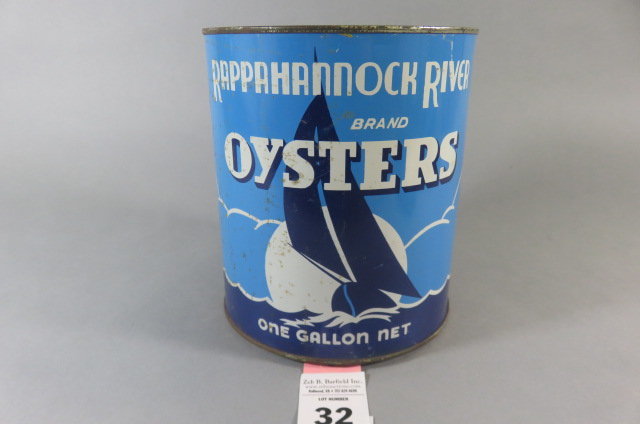 RAPPAHANNOCK RIVER
BRAND
OYSTERS
ONE GALLON NET
Zeb B. Barfield Inc.
LOT NUMBER
32